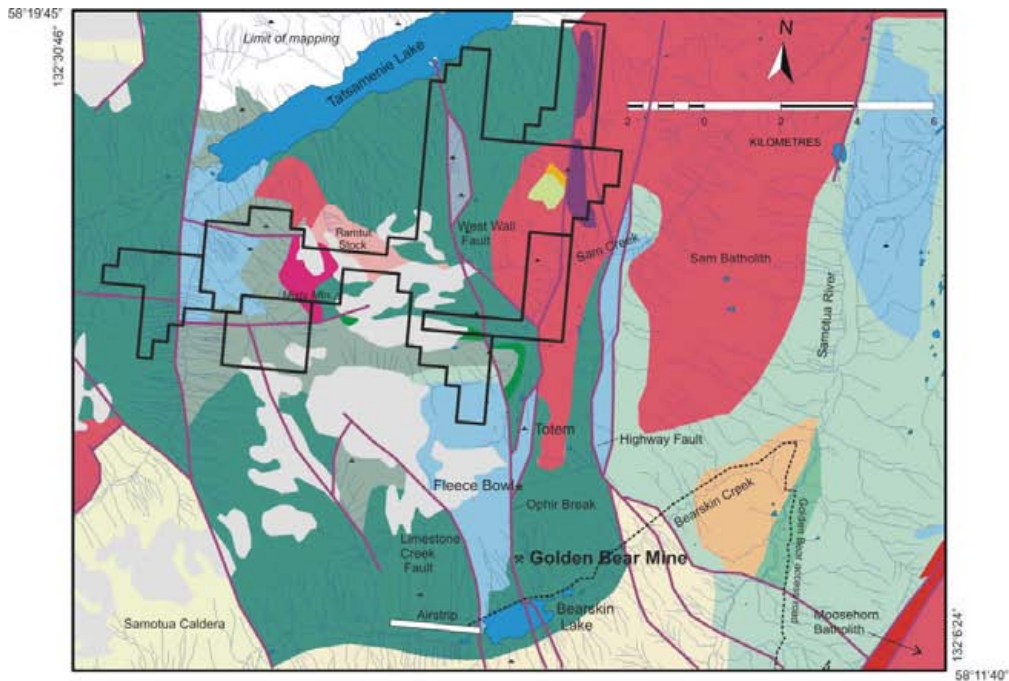 58°19'45"
132°30'46"
Limit of mapping
Tatsamenie Lake
N
2 0 2 4 6
KILOMETRES
West Wall
Fault
Ramtut
Stock
Sam Creek
Sam Batholith
Samotua River
Misty Mtn.
Totem
Highway Fault
Fleece Bowl
Bearskin Creek
Ophir Break
Golden Bear access road
Limestone
Creek
Fault
Golden Bear Mine
Airstrip
Bearskin
Lake
Samotua Caldera
Moosehorn
Batholith
132°6'24"
58°11'40"